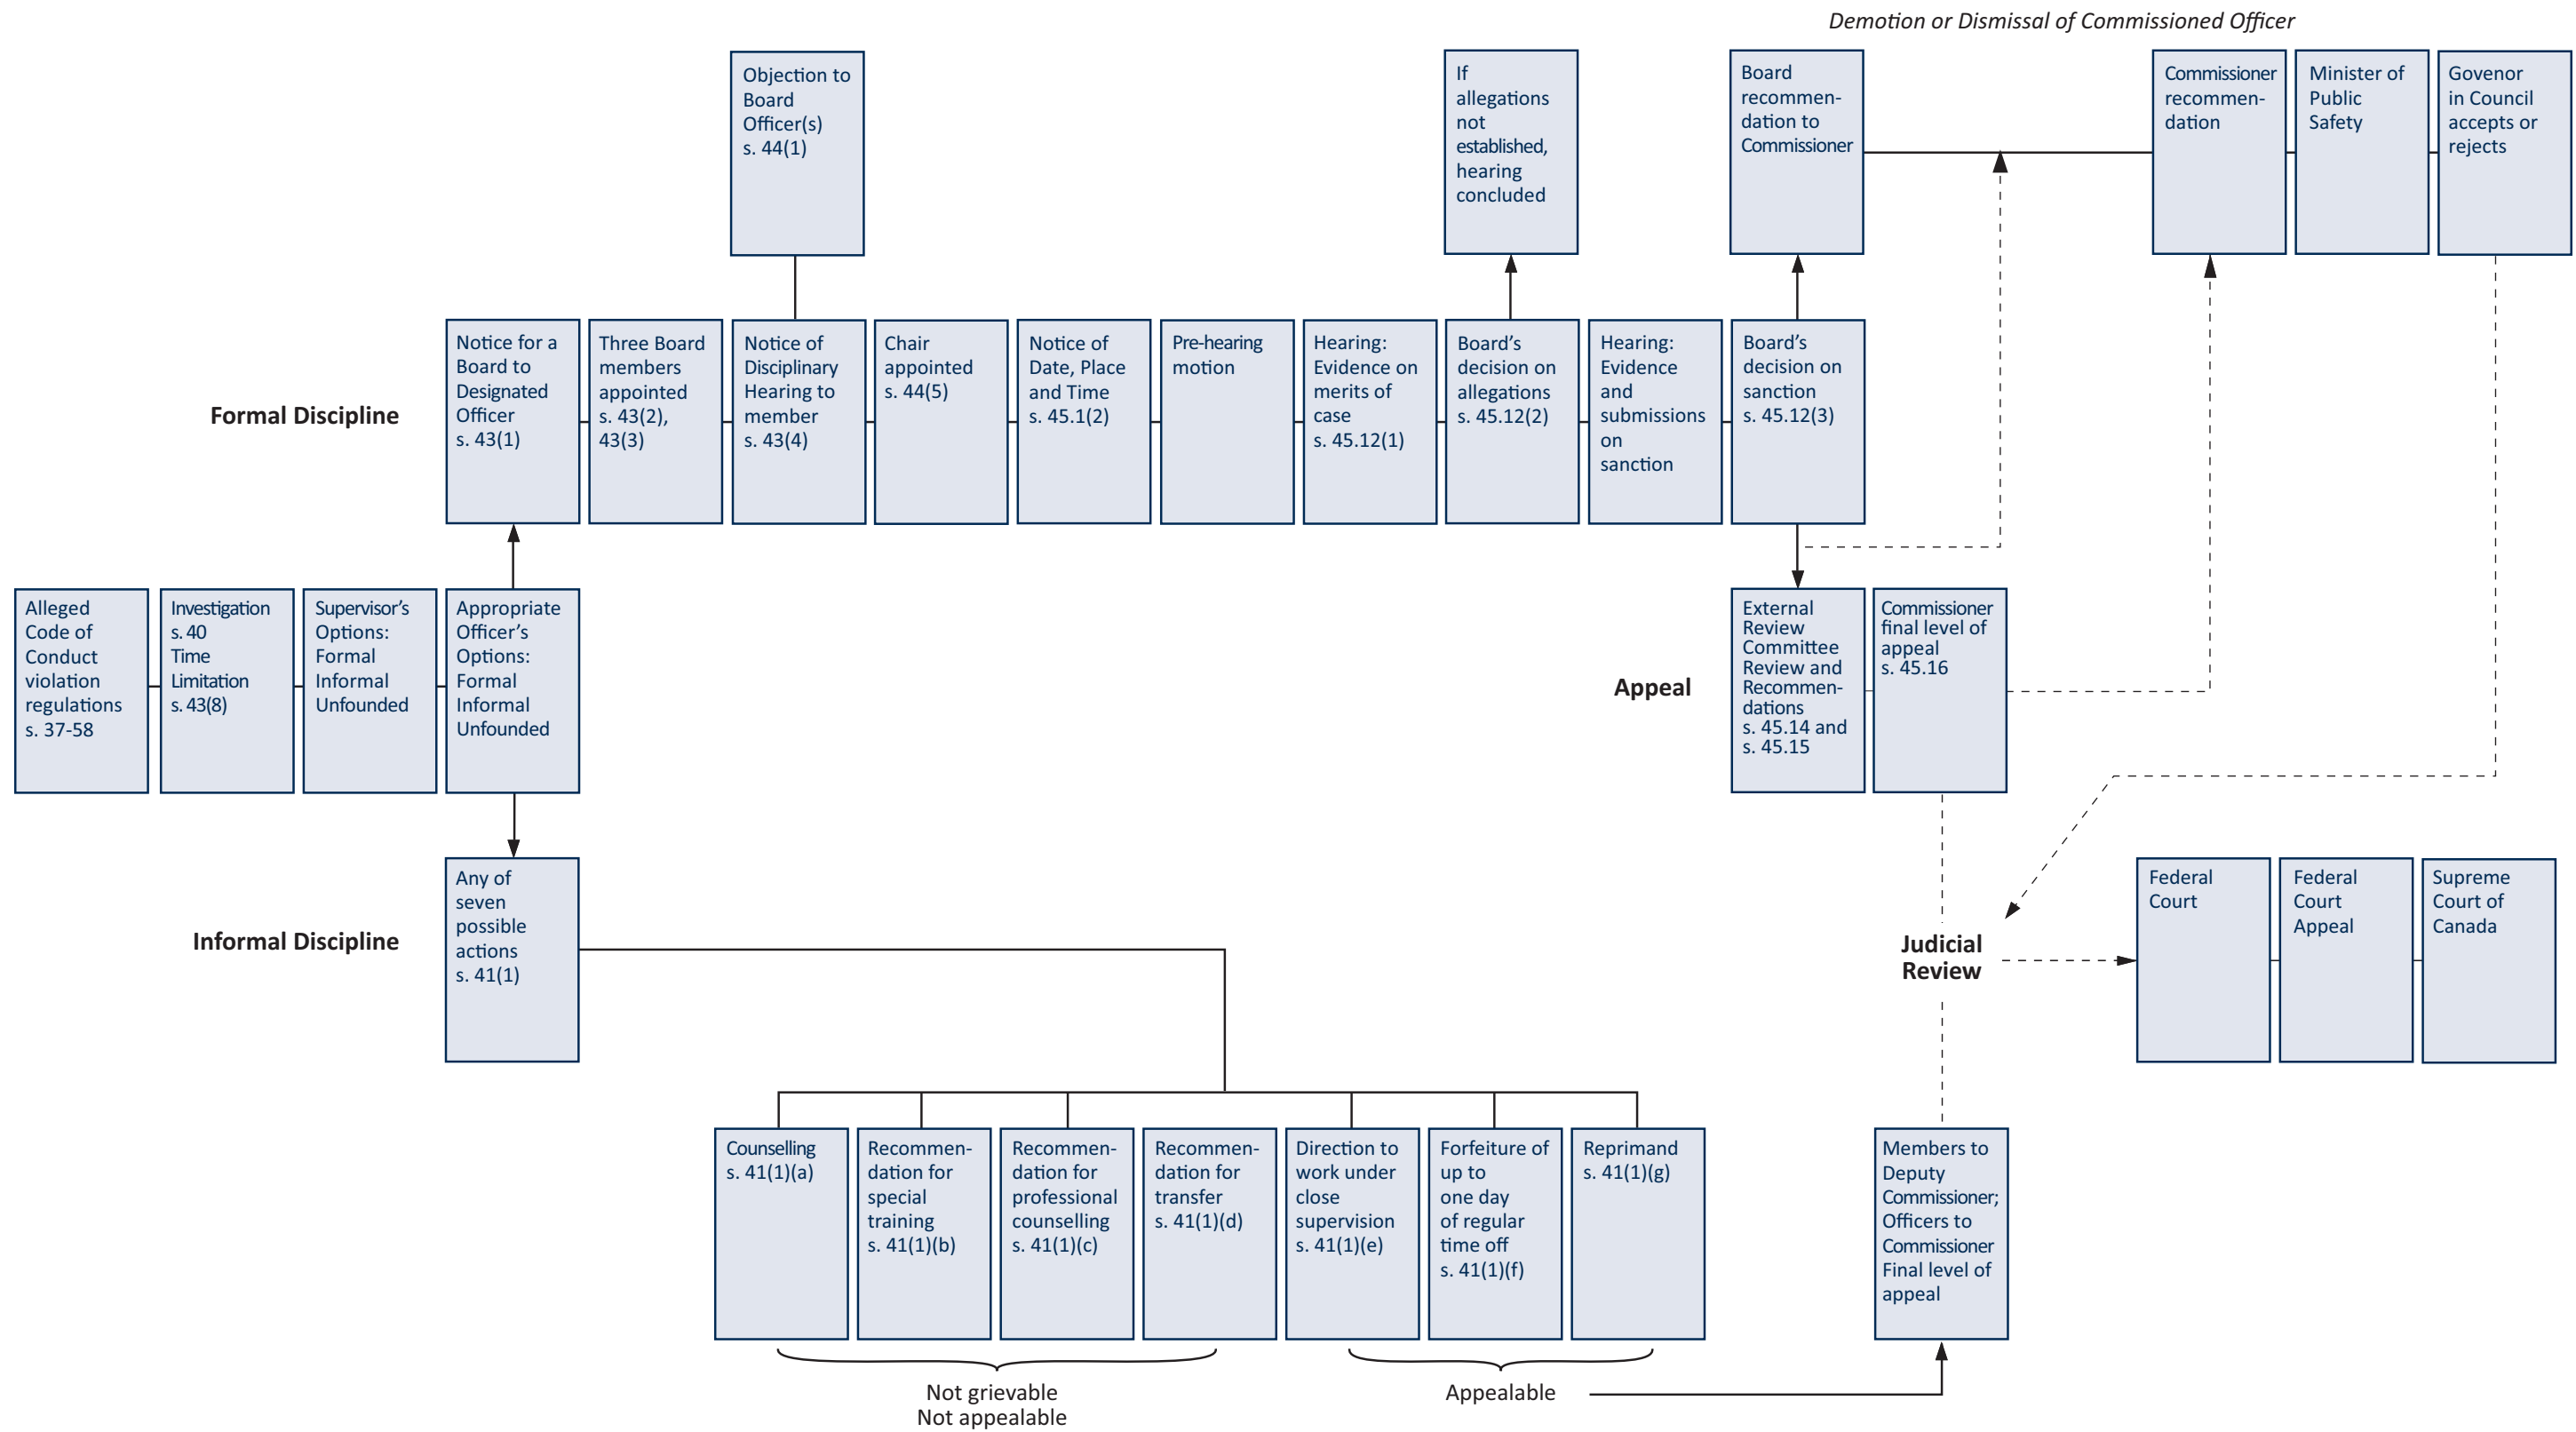 Demotion or Dismissal of Commissioned Officer
Objection to
Board
Officer(s)
s. 44(1)
If
allegations
not
established,
hearing
concluded
Board
recommen-
dation to
Commissioner
Commissioner
recommen-
dation
Minister of
Public
Safety
Govenor
in Council
accepts or
rejects
Formal Discipline
Notice for a
Board to
Designated
Officer
s. 43(1)
Three Board
members
appointed
s. 43(2),
43(3)
Notice of
Disciplinary
Hearing to
member
s. 43(4)
Chair
appointed
s. 44(5)
Notice of
Date, Place
and Time
s. 45.1(2)
Pre-hearing
motion
Hearing:
Evidence on
merits of
case
s. 45.12(1)
Board’s
decision on
allegations
s. 45.12(2)
Hearing:
Evidence
and
submissions
on
sanction
Board’s
decision on
sanction
s. 45.12(3)
Alleged
Code of
Conduct
violation
regulations
s. 37-58
Investigation
s. 40
Time
Limitation
s. 43(8)
Supervisor’s
Options:
Formal
Informal
Unfounded
Appropriate
Officer’s
Options:
Formal
Informal
Unfounded
Appeal
External
Review
Committee
Review and
Recommen-
dations
s. 45.14 and
s. 45.15
Commissioner
final level of
appeal
s. 45.16
Informal Discipline
Any of
seven
possible
actions
s. 41(1)
Judicial
Review
Federal
Court
Federal
Court
Appeal
Supreme
Court of
Canada
Counselling
s. 41(1)(a)
Recommen-
dation for
special
training
s. 41(1)(b)
Recommen-
dation for
professional
counselling
s. 41(1)(c)
Recommen-
dation for
transfer
s. 41(1)(d)
Direction to
work under
close
supervision
s. 41(1)(e)
Forfeiture of
up to
one day
of regular
time off
s. 41(1)(f)
Reprimand
s. 41(1)(g)
Members to
Deputy
Commissioner;
Officers to
Commissioner
Final level of
appeal
Not grievable
Not appealable
Appealable